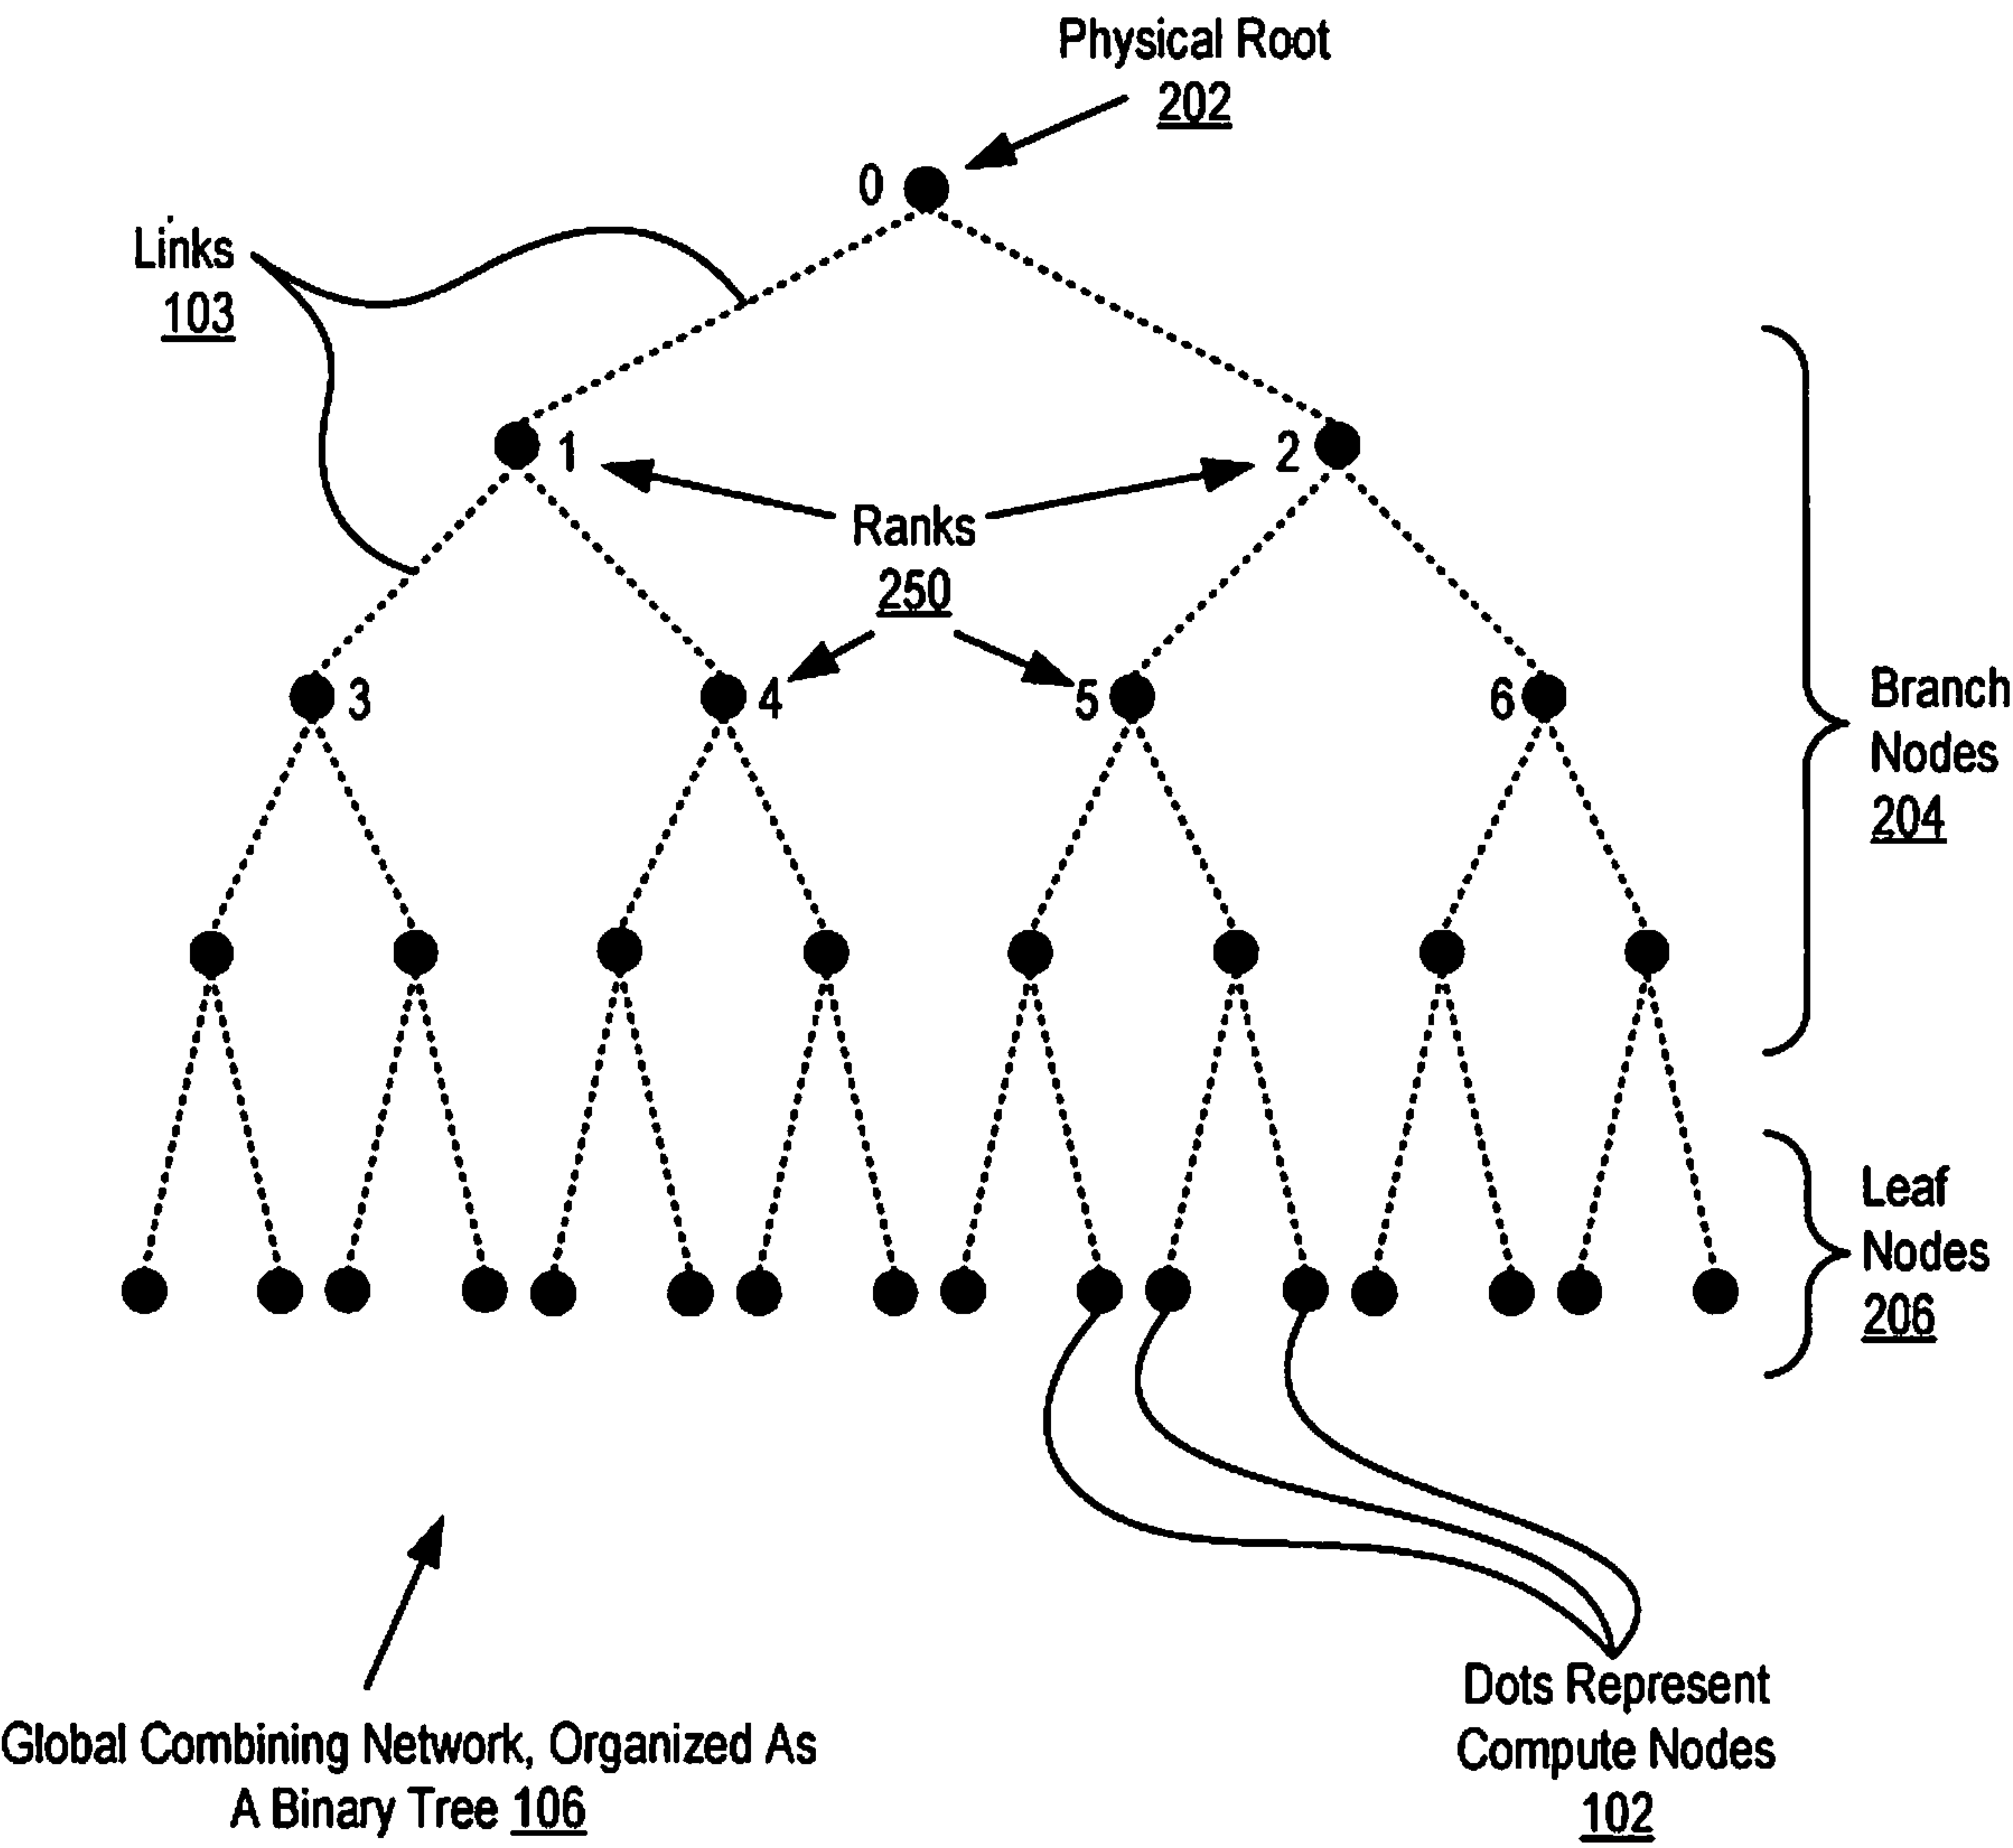 Physical Root
202
0
Links
103
1
2
Ranks
250
3
4
5
6
Branch
Nodes
204
Leaf
Nodes
206
Global Combining Network, Organized As
A Binary Tree 106
Dots Represent
Compute Nodes
102